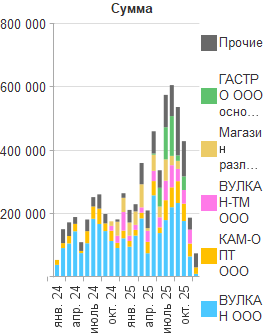 Сумма
800 000
600 000
400 000
200 000
янв. 24
апр. 24
июль 24
окт. 24
янв. 25
апр. 25
июль 25
окт. 25
Прочие
ГАСТР
О ООО
осно...
Магази
н
разл...
ВУЛКА
Н-ТМ
ООО
КАМ-О
ПТ
ООО
ВУЛКА
Н ООО